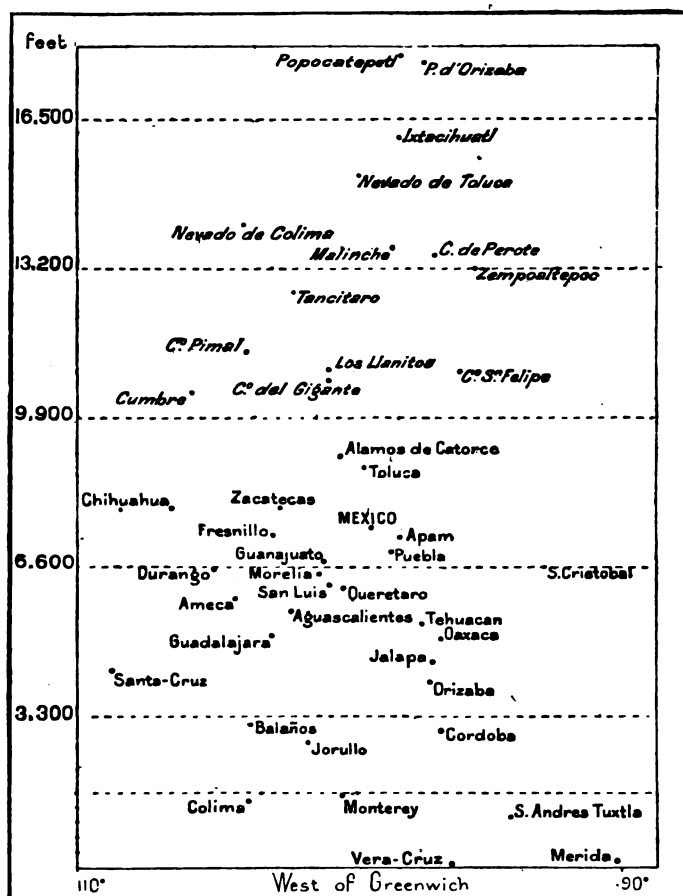 feet
Popocatepetl
P. d'Orizaba
16.500
Ixtacihuatl
Nevado de Toluca
Nevado de Colima
Malinche
C. de Perote
13.200
Zempoaltepec
Tancitaro
Co. Pimal
Los Llanitos
Co. del Gigante
Co. Sn. Felipe
Cumbre
9.900
Alamos de Catorce
Toluca
Chihuahua
Zacatecas
MEXICO
Fresnillo
Apam
Guanajuato
Puebla
6.600
Durango
Morelia
S. Cristobal
San Luis
Queretaro
Ameca
Aguascalientes
Tehuacan
Oaxaca
Guadalajara
Jalapa
Santa-Cruz
Orizaba
3.300
Balaños
Cordoba
Jorullo
Colima
Monterey
S. Andres Tuxtla
Vera-Cruz
Merida
110° West of Greenwich 90°